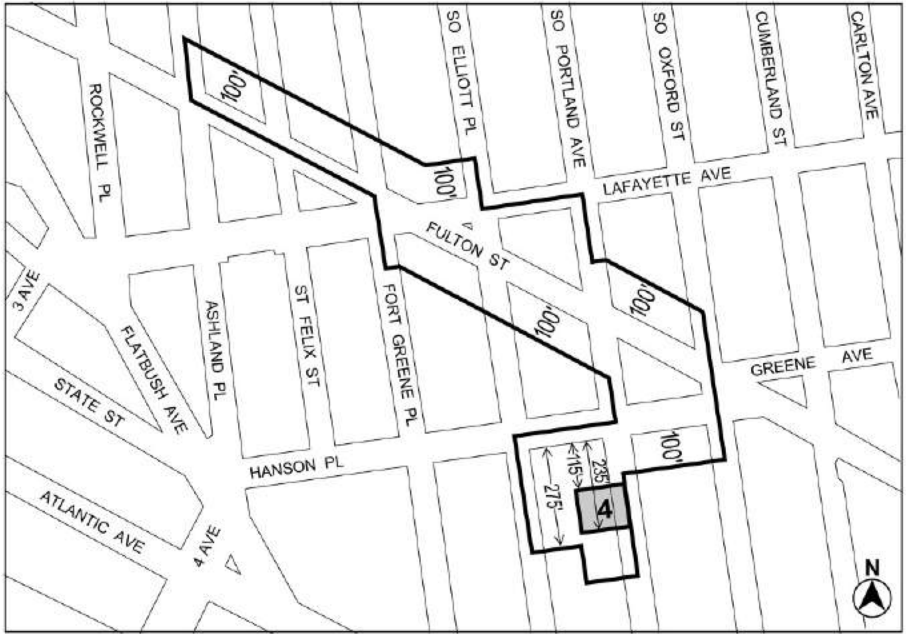 ROCKWELL PL
100'
SO ELLIOTT PL
SO PORTLAND AVE
SO OXFORD ST
CUMBERLAND ST
CARLTON AVE
100'
LAFAYETTE AVE
FULTON ST
3 AVE
FLATBUSH AVE
ASHLAND PL
ST FELIX ST
FORT GREENE PL
100'
100'
GREENE AVE
STATE ST
HANSON PL
100'
ATLANTIC AVE
4 AVE
275'
115'
235'
4
N